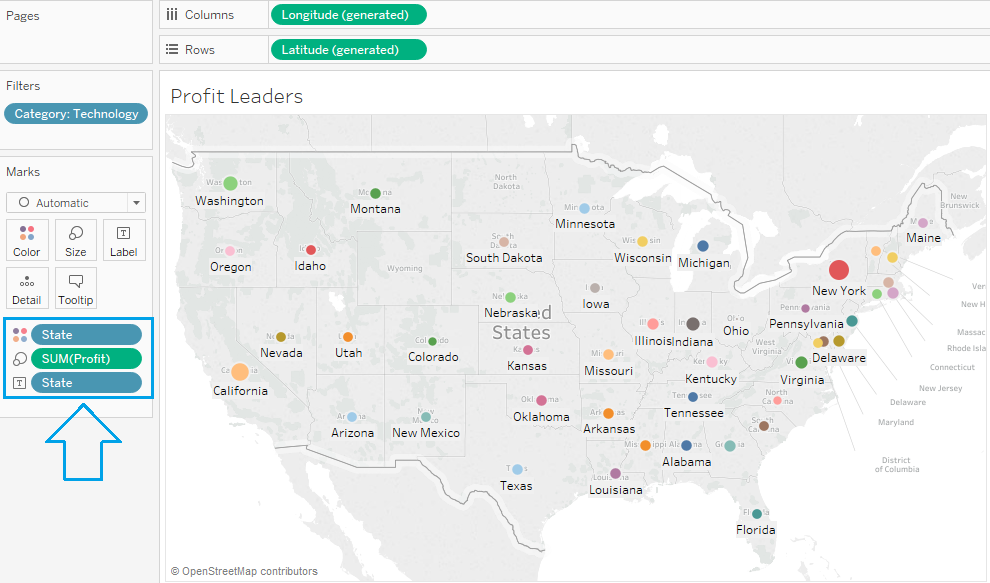 Pages
Columns
Longitude (generated)
Rows
Latitude (generated)
Filters
Category: Technology
Marks
Automatic
Color
Size
Label
Detail
Tooltip
State
SUM(Profit)
State
Profit Leaders
Washington
Montana
North
Dakota
Minnesota
Maine
New
Brunswick
Oregon
Idaho
South Dakota
Wisconsin
Michigan
Wyoming
New York
Iowa
Nebraska
States
Pennsylvania
Nevada
Utah
Colorado
Kansas
Missouri
Illinois
Indiana
Ohio
West
Virginia
Delaware
Virginia
Kentucky
California
Arizona
New Mexico
Oklahoma
Arkansas
Tennessee
North
South
Alabama
Texas
Louisiana
Florida
Ver
New H
Massac
Rhode Isla
Connecticut
New Jersey
Delaware
Maryland
District
of Columbia
© OpenStreetMap contributors